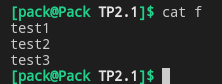 [pack@Pack TP2.1]$ cat f
test1
test2
test3
[pack@Pack TP2.1]$